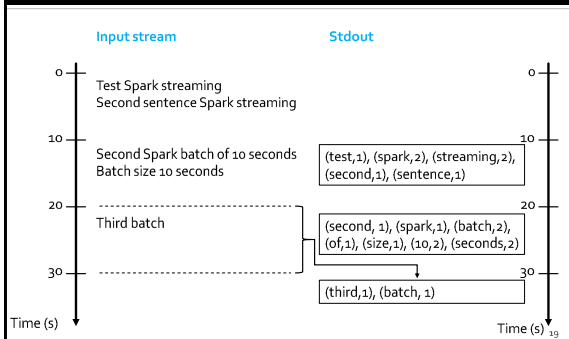 Input stream
Stdout
0
0
Test Spark streaming
Second sentence Spark streaming
10
10
Second Spark batch of 10 seconds
Batch size 10 seconds
(test,1), (spark,2), (streaming,2),
(second,1), (sentence,1)
20
20
Third batch
(second, 1), (spark,1), (batch,2),
(of,1), (size,1), (10,2), (seconds,2)
30
30
(third,1), (batch, 1)
Time (s)
Time (s)
19